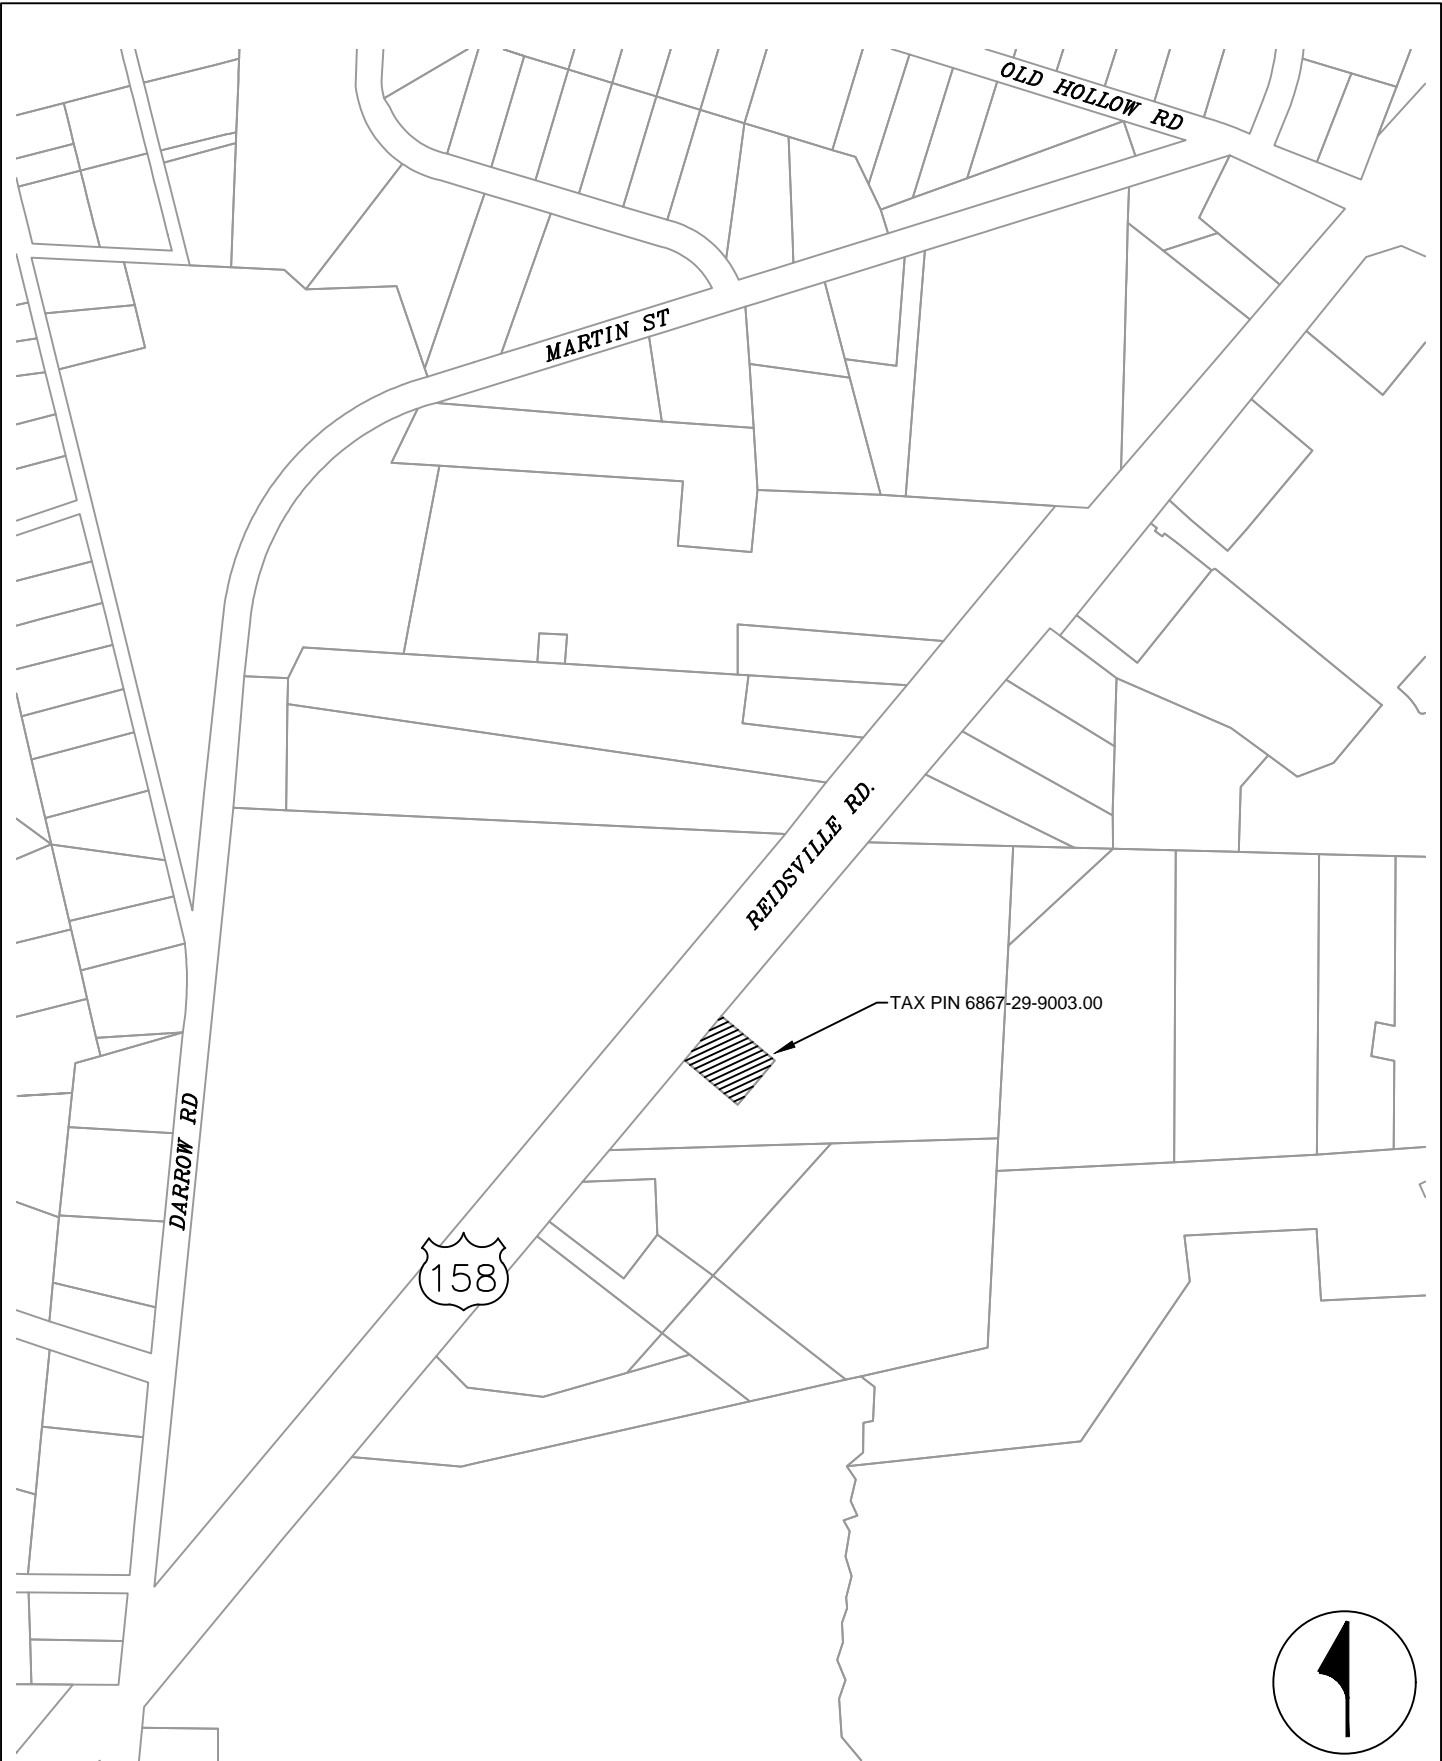 OLD HOLLOW RD
MARTIN ST
REIDSVILLE RD.
TAX PIN 6867-29-9003.00
DARROW RD
158